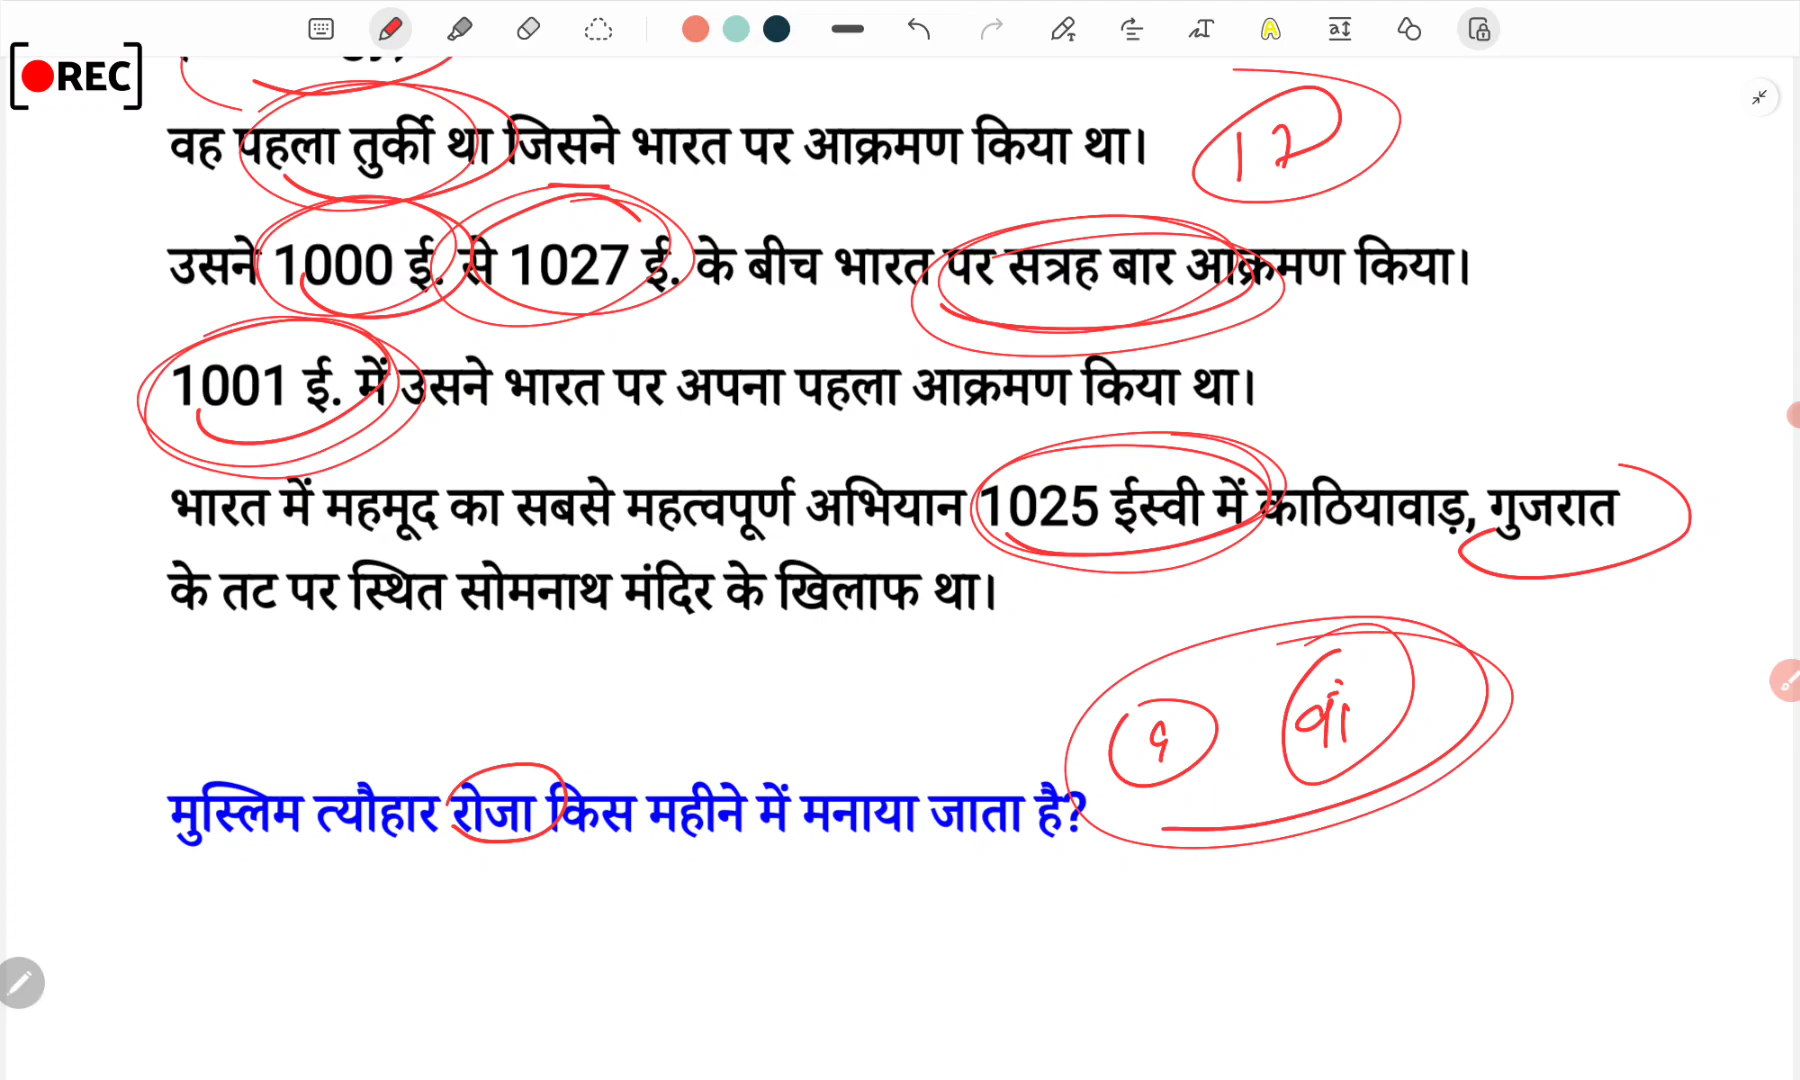 REC
वह पहला तुर्की था जिसने भारत पर आक्रमण किया था।
17
उसने 1000 ई. से 1027 ई. के बीच भारत पर सत्रह बार आक्रमण किया।
1001 ई. में उसने भारत पर अपना पहला आक्रमण किया था।
भारत में महमूद का सबसे महत्वपूर्ण अभियान 1025 ईस्वी में काठियावाड़, गुजरात
के तट पर स्थित सोमनाथ मंदिर के खिलाफ था।
9 वां
मुस्लिम त्यौहार रोजा किस महीने में मनाया जाता है?